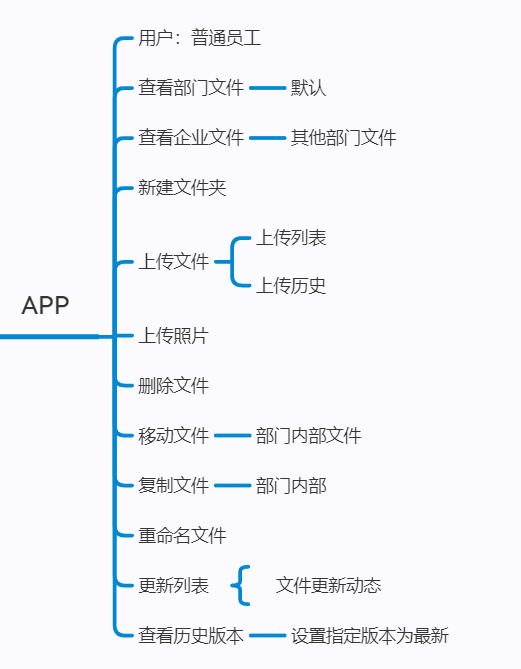 用户：普通员工
查看部门文件
默认
查看企业文件
其他部门文件
新建文件夹
上传文件
上传列表
上传历史
APP
上传照片
删除文件
移动文件
部门内部文件
复制文件
部门内部
重命名文件
更新列表
文件更新动态
查看历史版本
设置指定版本为最新